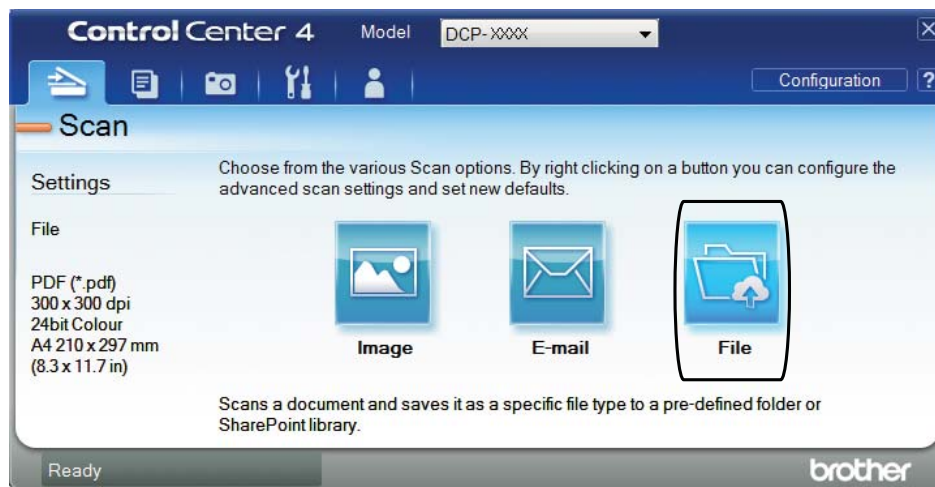 Control Center 4 Model DCP-XXXX
Configuration ?
Scan
Settings
Choose from the various Scan options. By right clicking on a button you can configure the
advanced scan settings and set new defaults.
File
PDF (*.pdf)
300 x 300 dpi
24bit Colour
A4 210 x 297 mm
(8.3 x 11.7 in)
Image E-mail File
Scans a document and saves it as a specific file type to a pre-defined folder or
SharePoint library.
Ready brother